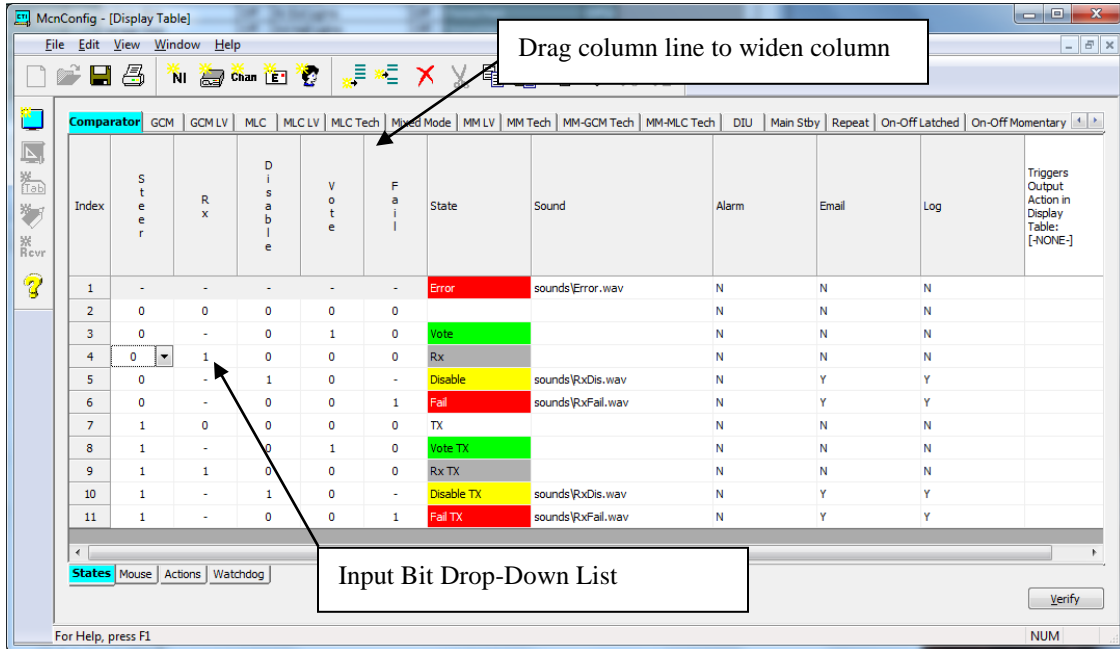 McnConfig - [Display Table]
File Edit View Window Help
Drag column line to widen column
NI Chan E
Comparator GCM GCM LV MLC MLC LV MLC Tech Mixed Mode MM LV MM Tech MM-GCM Tech MM-MLC Tech DIU Main Stby Repeat On-Off Latched On-Off Momentary
Tab
Rcvr
Index Steer Rx Disable Vote Fail State Sound Alarm Email Log Triggers Output Action in Display Table: [-NONE-]
1 - - - - - Error sounds\Error.wav N N N
2 0 0 0 0 0 N N N
3 0 - 0 1 0 Vote N N N
4 0 1 0 0 0 Rx N N N
5 0 - 1 0 - Disable sounds\RxDis.wav N Y Y
6 0 - 0 0 1 Fail sounds\RxFail.wav N Y Y
7 1 0 0 0 0 TX N N N
8 1 - 0 1 0 Vote TX N N N
9 1 1 0 0 0 Rx TX N N N
10 1 - 1 0 - Disable TX sounds\RxDis.wav N Y Y
11 1 - 0 0 1 Fail TX sounds\RxFail.wav N Y Y
Input Bit Drop-Down List
States Mouse Actions Watchdog
Verify
For Help, press F1
NUM